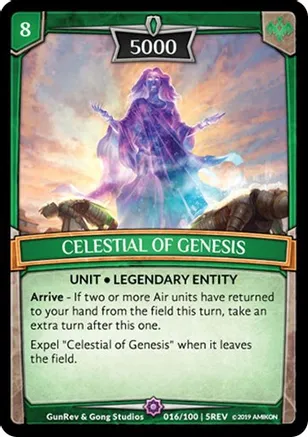 8
5000
CELESTIAL OF GENESIS
UNIT • LEGENDARY ENTITY
Arrive - If two or more Air units have returned
to your hand from the field this turn, take an
extra turn after this one.
Expel "Celestial of Genesis" when it leaves
the field.
GunRev & Gong Studios 016/100 | 5REV ©2019 AMIKON